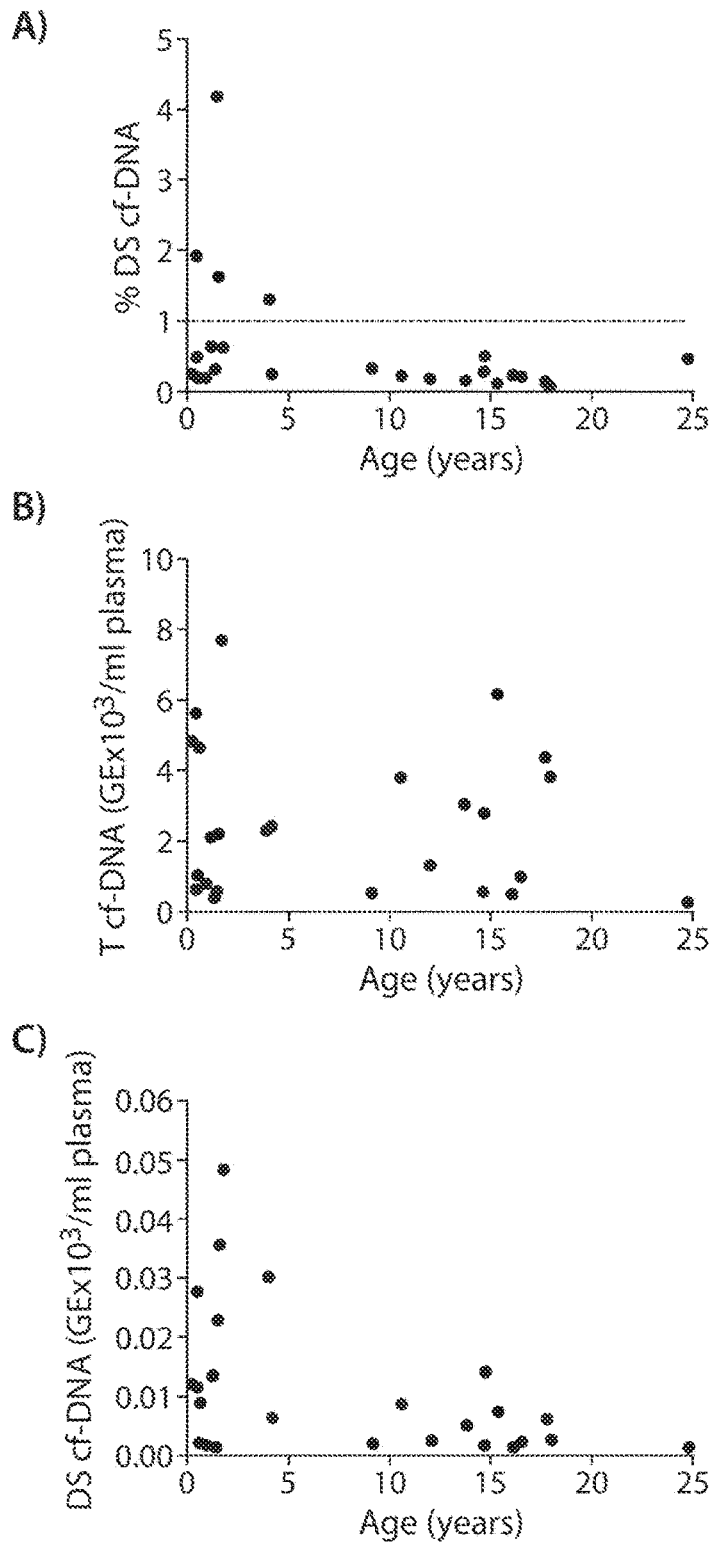 A)
% DS cf-DNA
5
4
3
2
1
0
0 5 10 15 20 25
Age (years)
B)
T cf-DNA (GEx10³/ml plasma)
10
8
6
4
2
0
0 5 10 15 20 25
Age (years)
C)
DS cf-DNA (GEx10³/ml plasma)
0.06
0.05
0.04
0.03
0.02
0.01
0.00
0 5 10 15 20 25
Age (years)